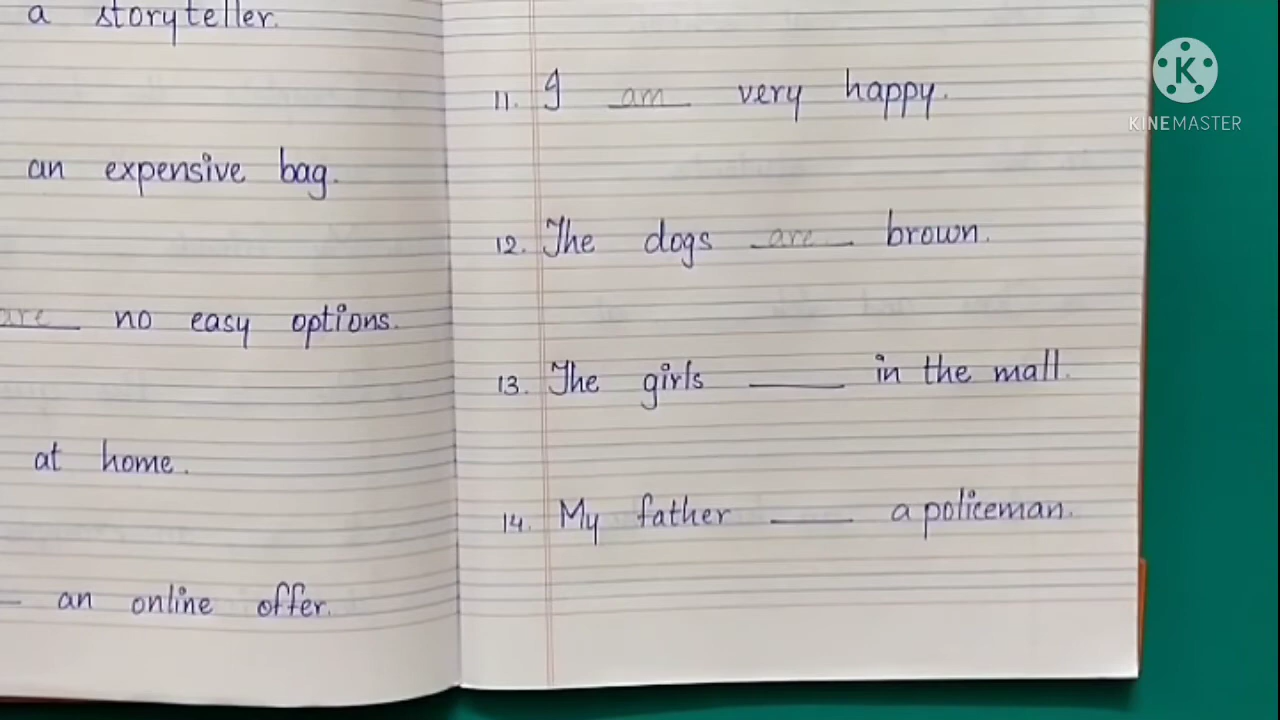 a storyteller.
an expensive bag.
are no easy options.
at home.
an online offer.
11. I am very happy.
12. The dogs are brown.
13. The girls ____ in the mall.
14. My father ____ a policeman.
K
KINEMASTER